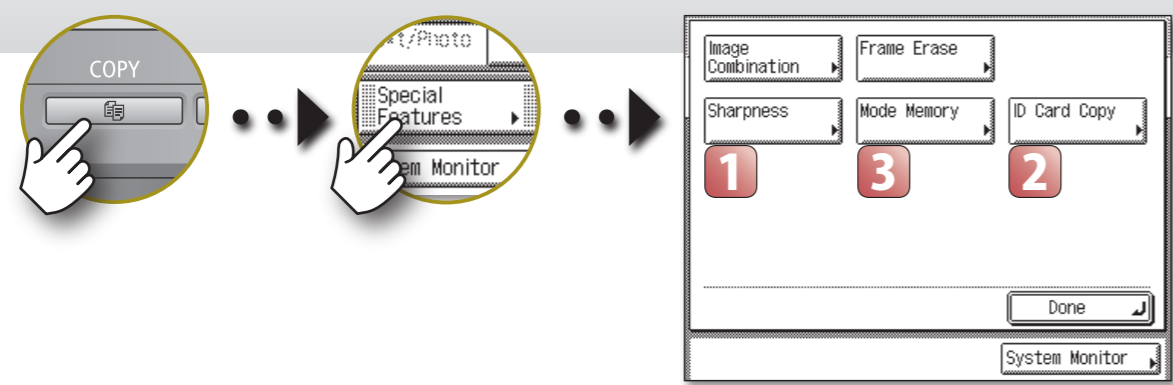 COPY
t/Photo
Special
Features
em Monitor
Image
Combination
Frame Erase
Sharpness
Mode Memory
ID Card Copy
1
3
2
Done
System Monitor